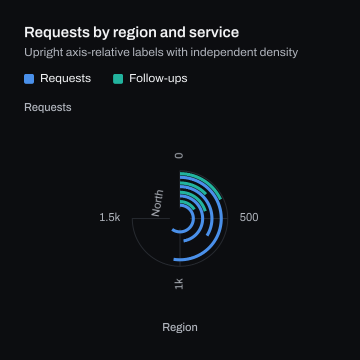 Requests by region and service
Upright axis-relative labels with independent density
Requests
Follow-ups
Requests
0
North
1.5k
500
1k
Region